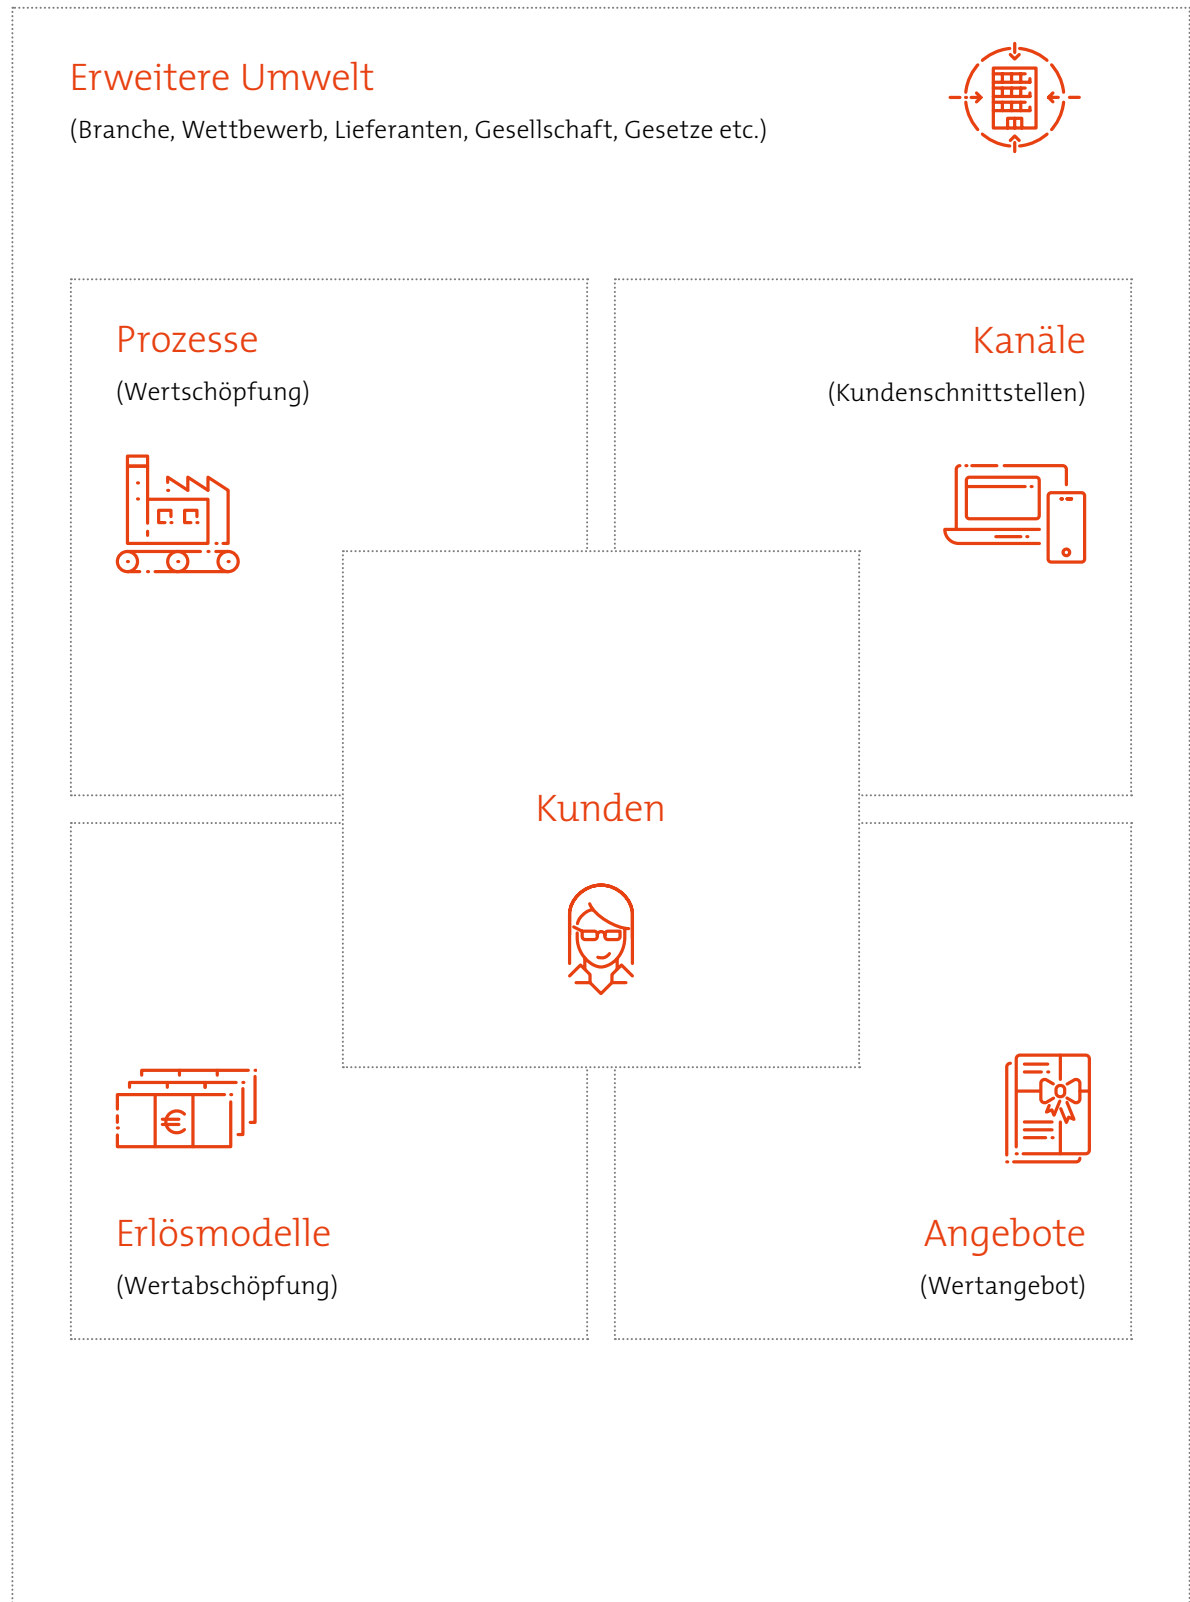 Erweitere Umwelt
(Branche, Wettbewerb, Lieferanten, Gesellschaft, Gesetze etc.)
Prozesse
(Wertschöpfung)
Kanäle
(Kundenschnittstellen)
Kunden
€
Erlösmodelle
(Wertabschöpfung)
Angebote
(Wertangebot)